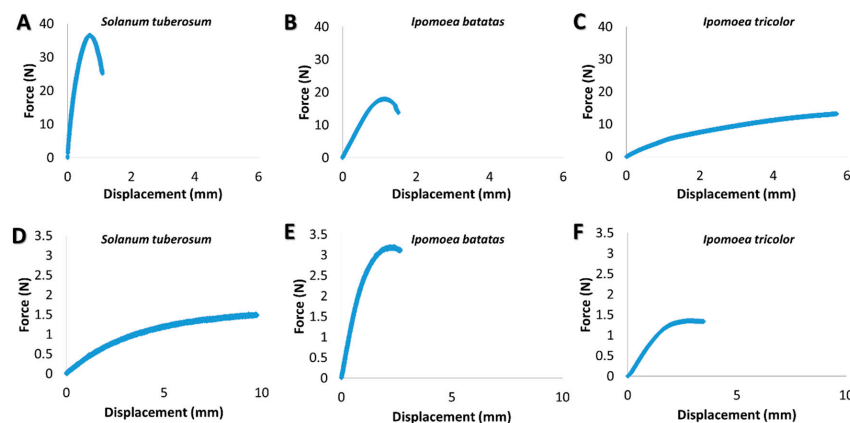 A
Solanum tuberosum
Force (N)
40
30
20
10
0
0
2
4
6
Displacement (mm)
B
Ipomoea batatas
Force (N)
40
30
20
10
0
0
2
4
6
Displacement (mm)
C
Ipomoea tricolor
Force (N)
40
30
20
10
0
0
2
4
6
Displacement (mm)
D
Solanum tuberosum
Force (N)
3.5
3
2.5
2
1.5
1
0.5
0
0
5
10
Displacement (mm)
E
Ipomoea batatas
Force (N)
3.5
3
2.5
2
1.5
1
0.5
0
0
5
10
Displacement (mm)
F
Ipomoea tricolor
Force (N)
3.5
3
2.5
2
1.5
1
0.5
0
0
5
10
Displacement (mm)